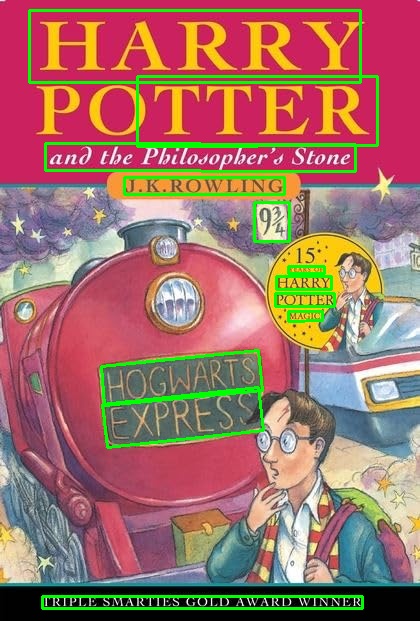 HARRY
POTTER
and the Philosopher's Stone
J.K.ROWLING
9¾
15
YEARS OF
HARRY
POTTER
MAGIC
HOGWARTS
EXPRESS
TRIPLE SMARTIES GOLD AWARD WINNER